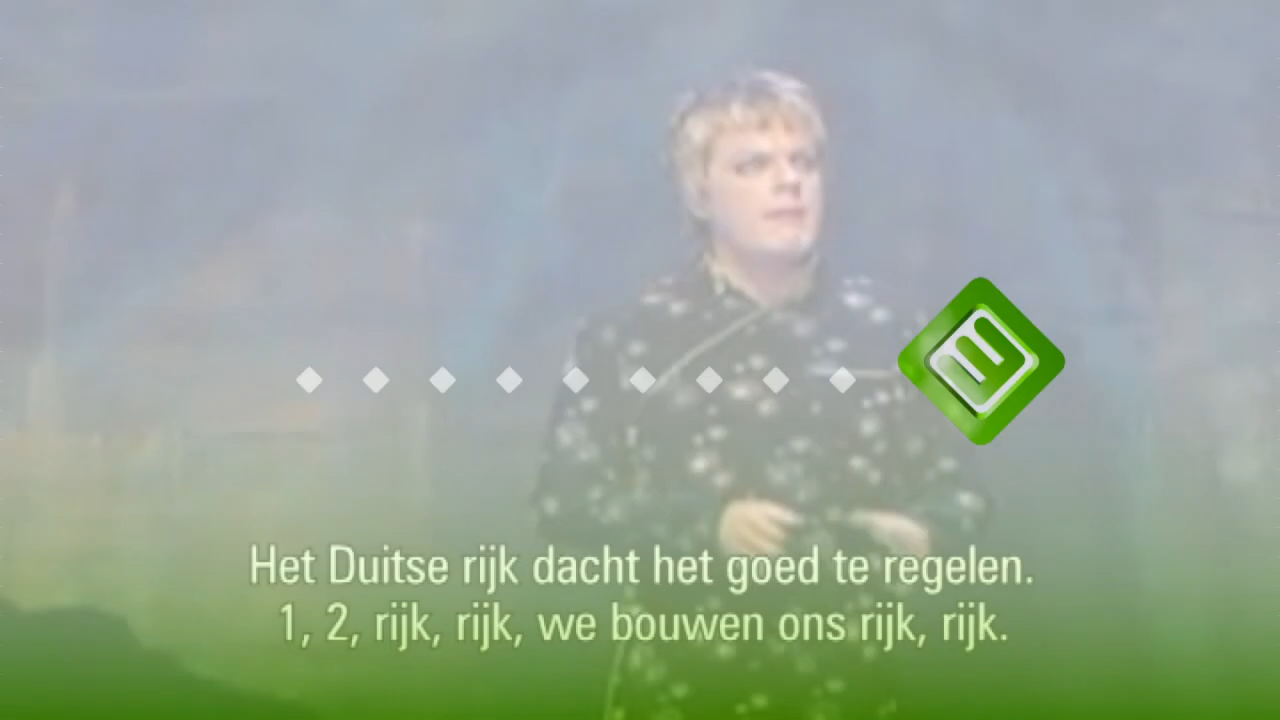 Het Duitse rijk dacht het goed te regelen.
1, 2, rijk, rijk, we bouwen ons rijk, rijk.